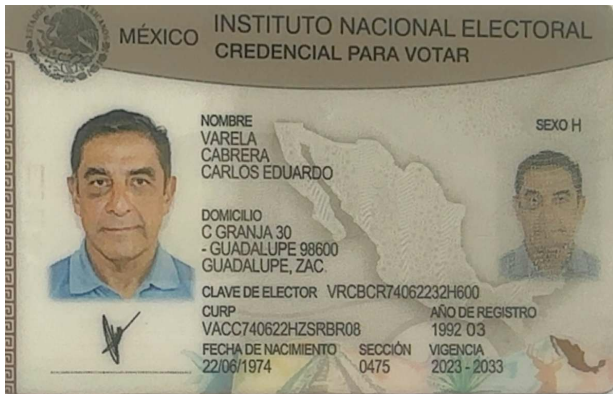 MÉXICO
INSTITUTO NACIONAL ELECTORAL
CREDENCIAL PARA VOTAR
NOMBRE
VARELA
CABRERA
CARLOS EDUARDO
SEXO H
DOMICILIO
C GRANJA 30
- GUADALUPE 98600
GUADALUPE, ZAC.
CLAVE DE ELECTOR VRCBCR74062232H600
CURP
VACC740622HZSRBR08
AÑO DE REGISTRO
1992 03
FECHA DE NACIMIENTO
22/06/1974
SECCIÓN
0475
VIGENCIA
2023 - 2033